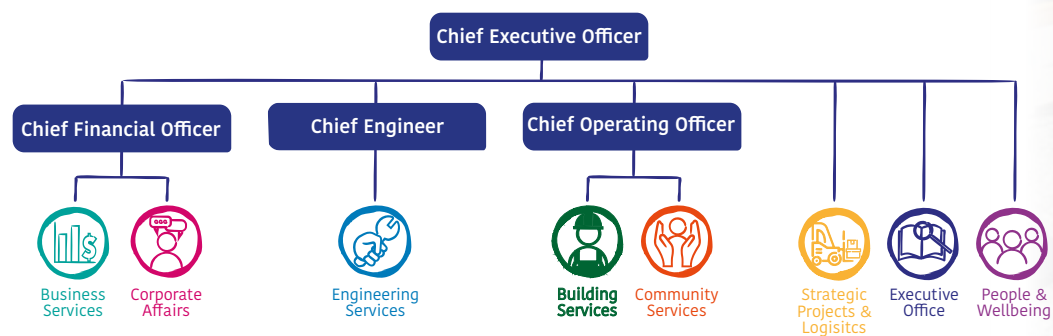 Chief Executive Officer
Chief Financial Officer
Chief Engineer
Chief Operating Officer
$
Business
Services
Corporate
Affairs
Engineering
Services
Building
Services
Community
Services
Strategic
Projects &
Logisitcs
Executive
Office
People &
Wellbeing